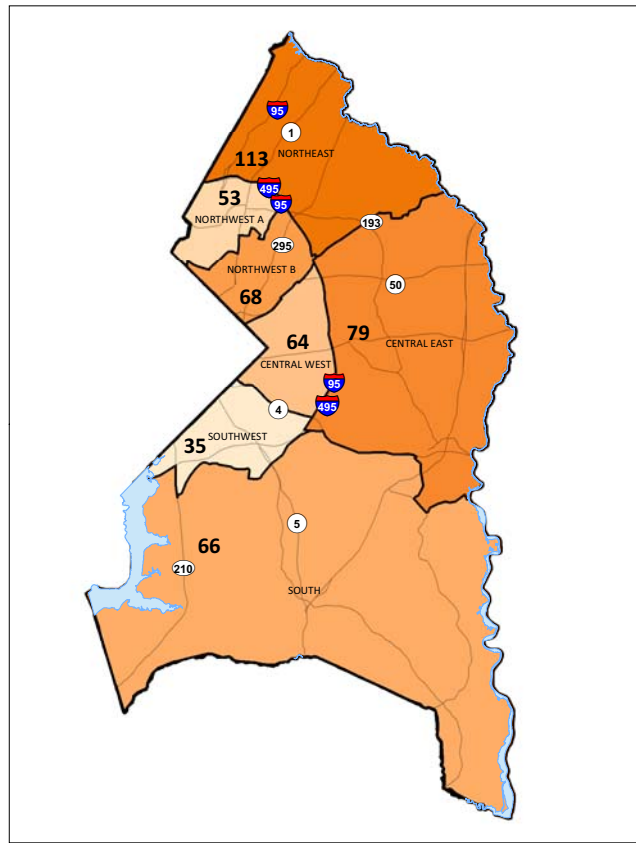 95
1
113
NORTHEAST
495
53
95
NORTHWEST A
193
295
NORTHWEST B
50
68
64
79
CENTRAL EAST
CENTRAL WEST
95
495
4
SOUTHWEST
35
5
66
210
SOUTH